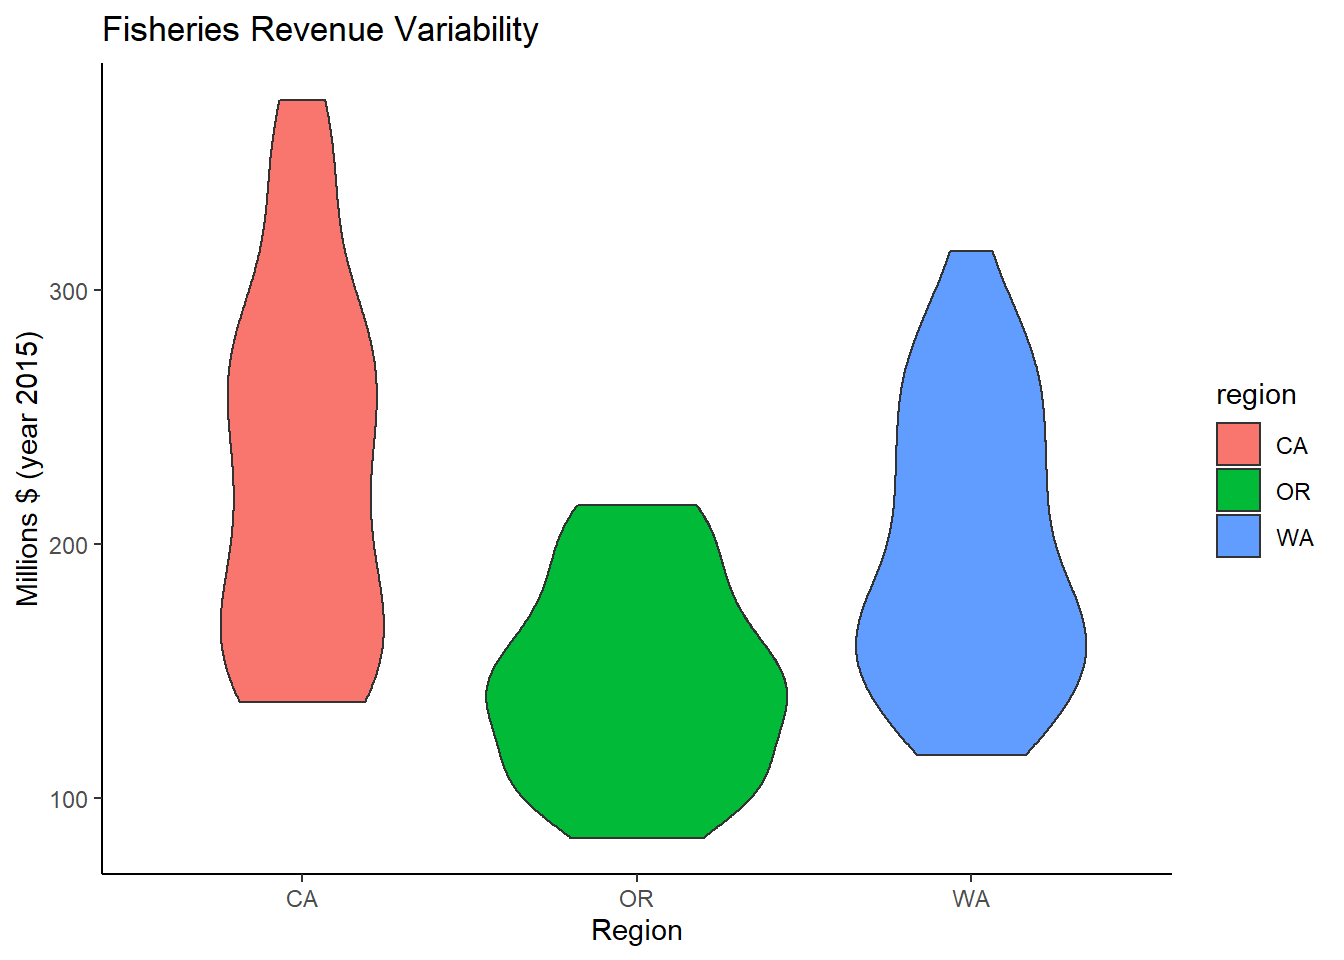 Fisheries Revenue Variability
Millions $ (year 2015)
300
200
100
CA
OR
WA
Region
region
CA
OR
WA